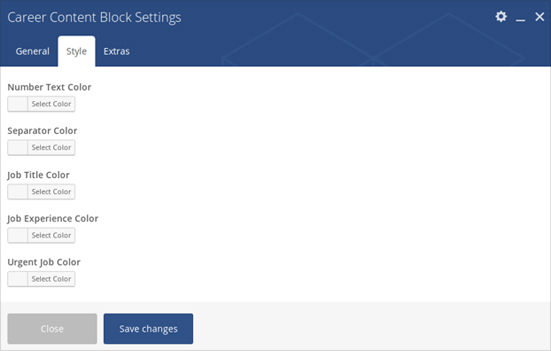 Career Content Block Settings
General Style Extras
Number Text Color
Select Color
Separator Color
Select Color
Job Title Color
Select Color
Job Experience Color
Select Color
Urgent Job Color
Select Color
Close Save changes